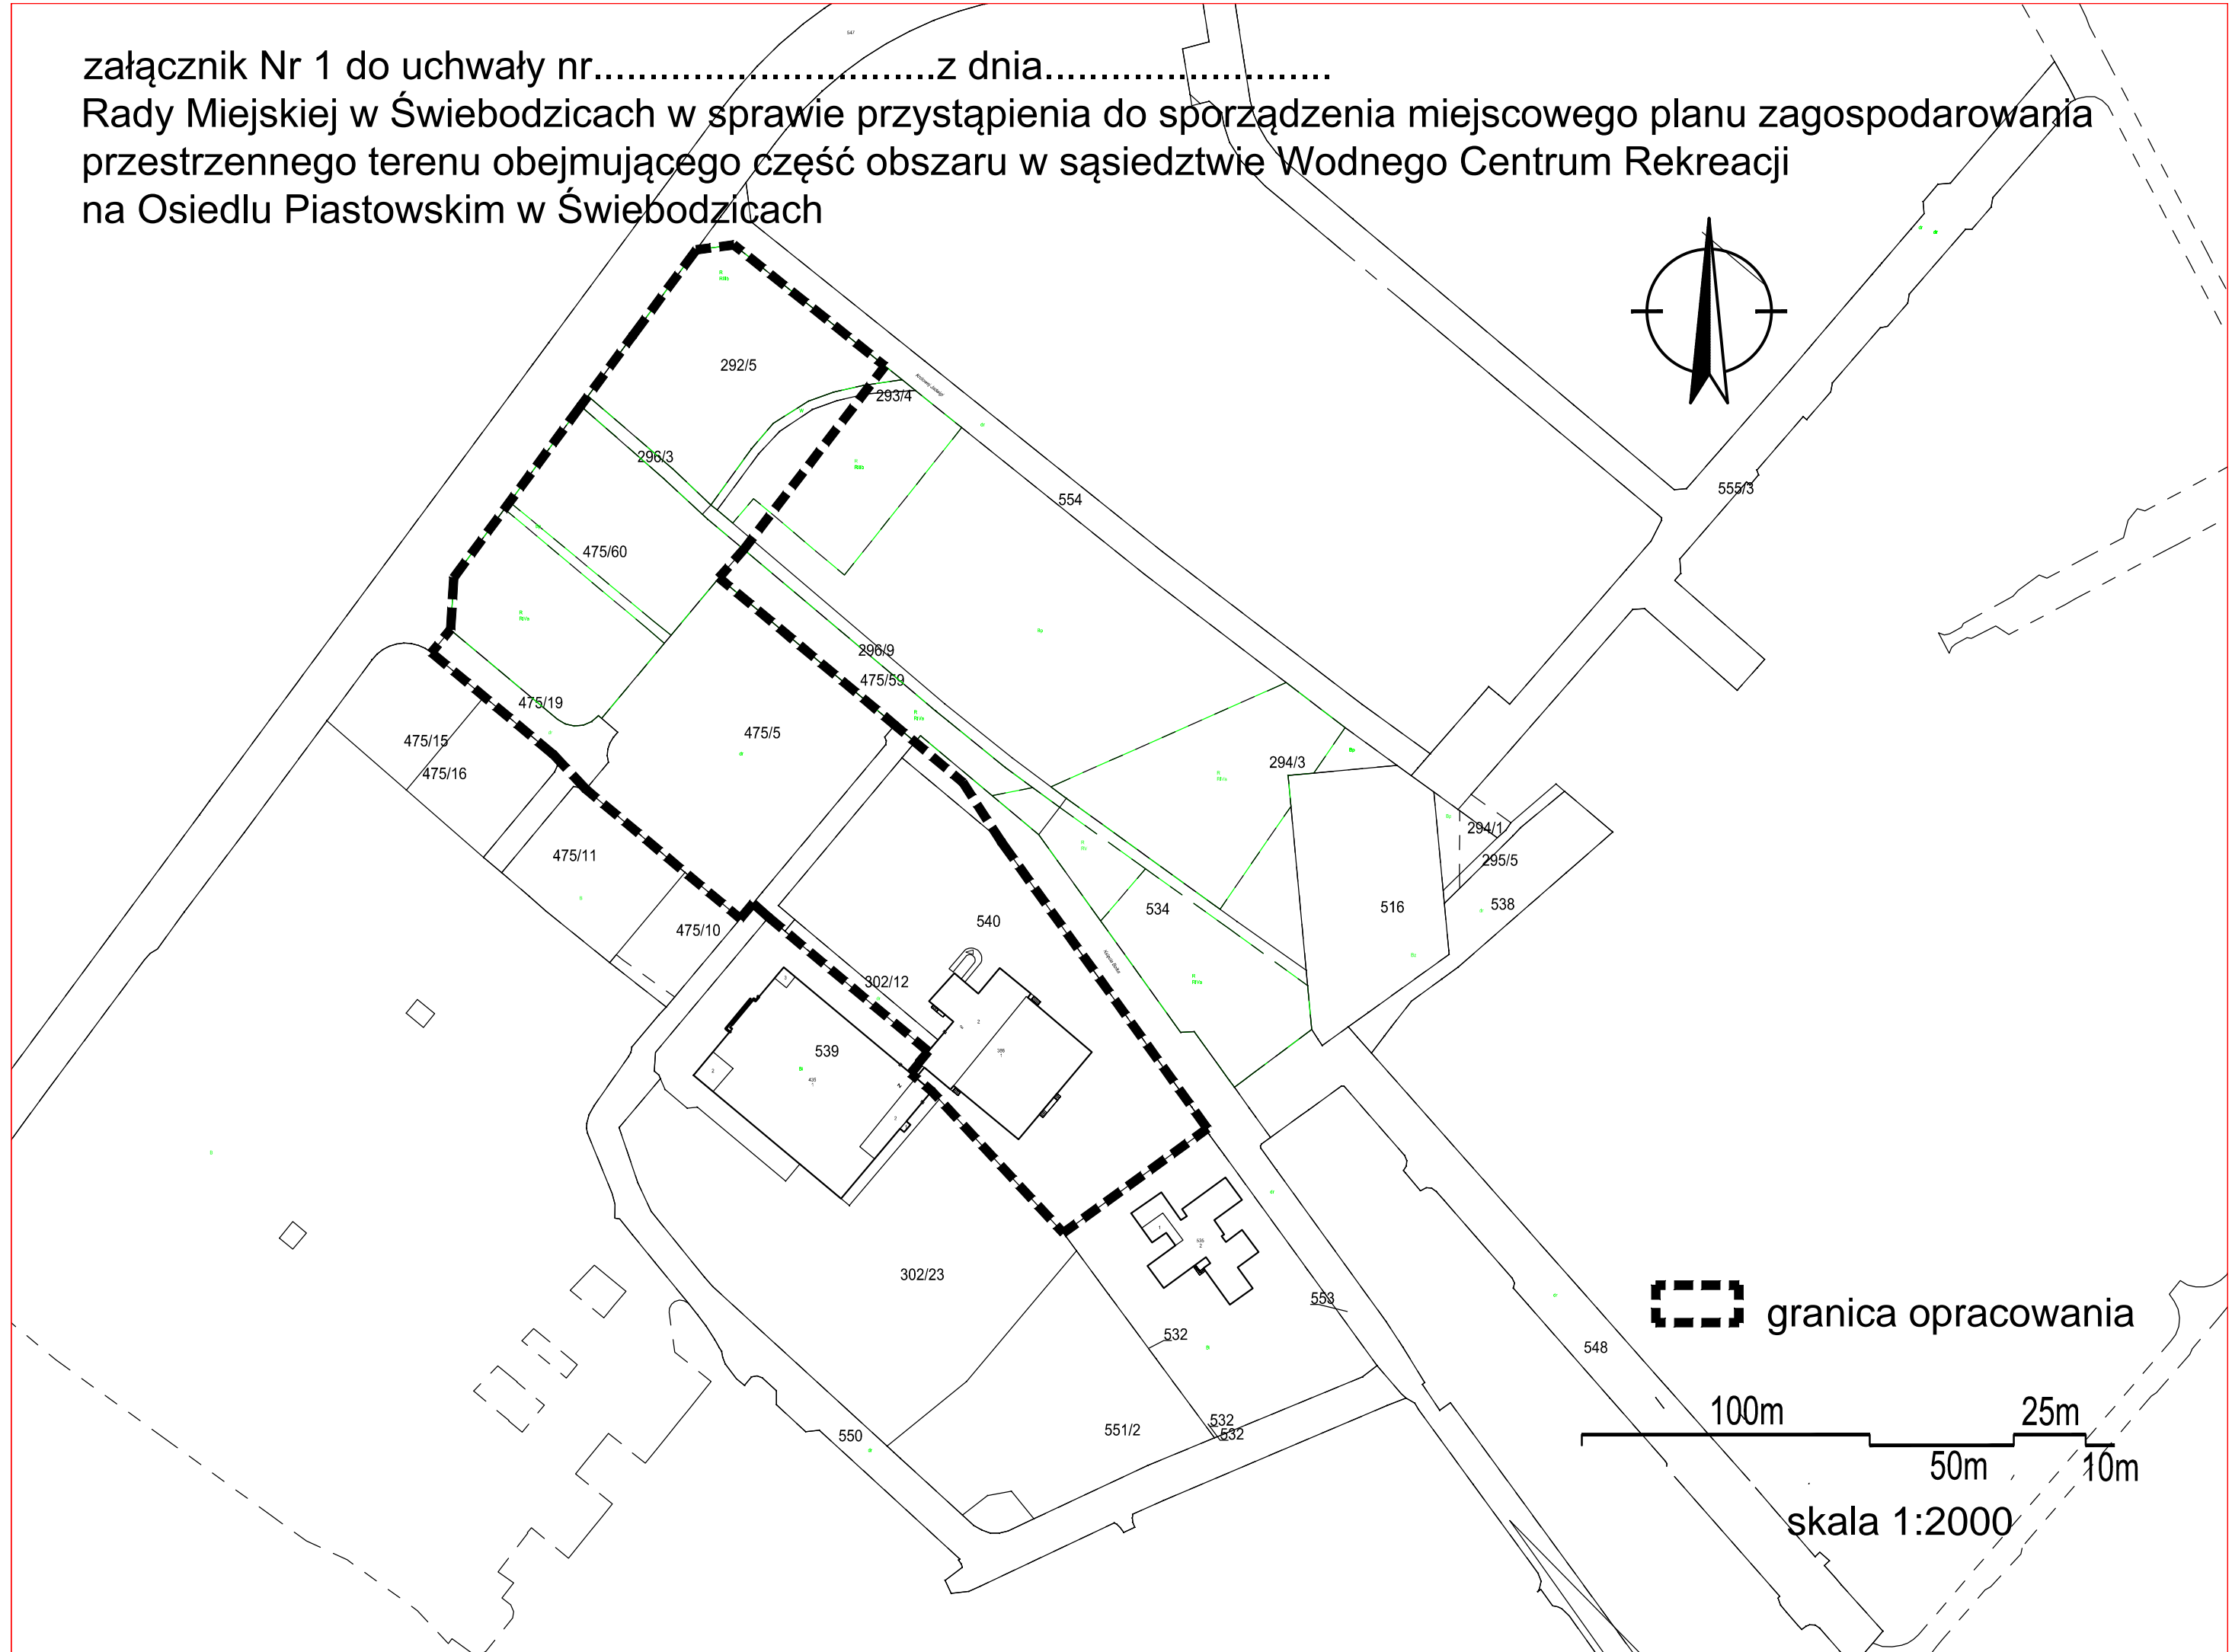 załącznik Nr 1 do uchwały nr...............................z dnia..........................
Rady Miejskiej w Świebodzicach w sprawie przystąpienia do sporządzenia miejscowego planu zagospodarowania
przestrzennego terenu obejmującego część obszaru w sąsiedztwie Wodnego Centrum Rekreacji
na Osiedlu Piastowskim w Świebodzicach
292/5
293/4
Królowej Jadwigi
296/3
554
555/3
475/60
296/9
475/59
475/19
475/15
475/5
475/16
294/3
294/1
295/5
475/11
534
516
538
475/10
540
302/12
539
302/23
553
532
granica opracowania
548
532
532
551/2
550
100m
25m
50m
10m
skala 1:2000